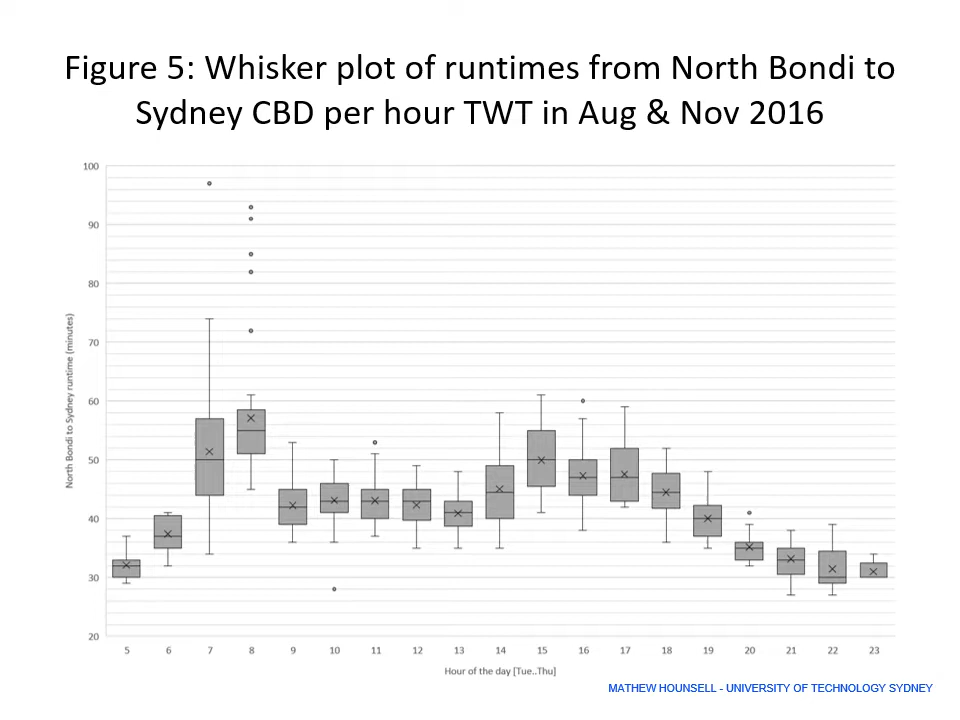 Figure 5: Whisker plot of runtimes from North Bondi to
Sydney CBD per hour TWT in Aug & Nov 2016
100
90
80
70
60
50
40
30
20
North Bondi to Sydney runtime (minutes)
5 6 7 8 9 10 11 12 13 14 15 16 17 18 19 20 21 22 23
Hour of the day [Tue..Thu]
MATHEW HOUNSELL - UNIVERSITY OF TECHNOLOGY SYDNEY